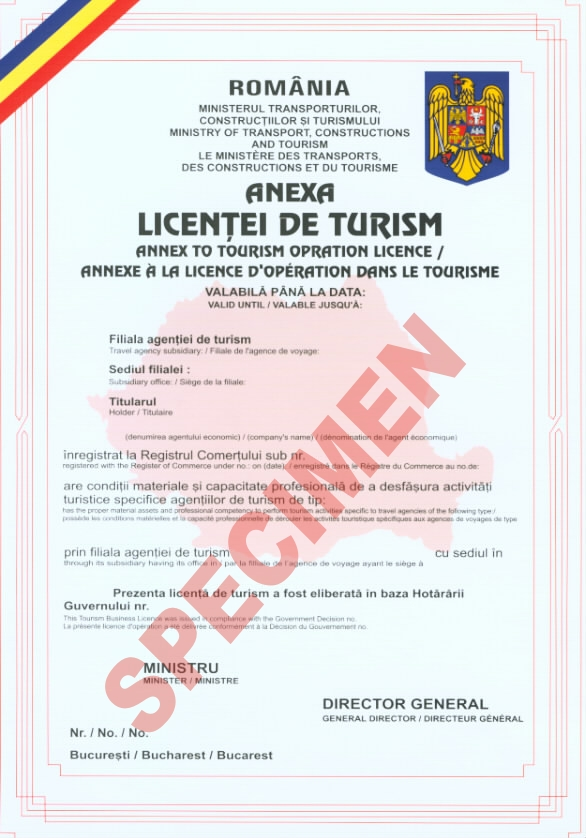 ROMÂNIA
MINISTERUL TRANSPORTURILOR,
CONSTRUCȚIILOR ȘI TURISMULUI
MINISTRY OF TRANSPORT, CONSTRUCTIONS
AND TOURISM
LE MINISTÈRE DES TRANSPORTS,
DES CONSTRUCTIONS ET DU TOURISME
ANEXA
LICENȚEI DE TURISM
ANNEX TO TOURISM OPRATION LICENCE /
ANNEXE À LA LICENCE D'OPÉRATION DANS LE TOURISME
VALABILĂ PÂNĂ LA DATA:
VALID UNTIL / VALABLE JUSQU'À:
Filiala agenției de turism
Travel agency subsidiary: / Filiale de l'agence de voyage:
Sediul filialei :
Subsidiary office: / Siège de la filiale:
Titularul
Holder / Titulaire
(denumirea agentului economic) / (company's name) / (dénomination de l'agent économique)
înregistrat la Registrul Comerțului sub nr.
registered with the Register of Commerce under no.: on (date); / enregistré dans le Régistre du Commerce au no.de:
are condiții materiale și capacitate profesională de a desfășura activități
turistice specifice agențiilor de turism de tip:
has the proper material assets and professional competency to perform tourism activities specific to travel agencies of the following type /
possède les conditions matérielles et la capacité professionnelle de dérouler les activités touristique spécifiques aux agences de voyages de type
prin filiala agenției de turism cu sediul în
through its subsidiary having its office in / par la filiale de l'agence de voyage ayant le siège à
Prezenta licență de turism a fost eliberată în baza Hotărârii
Guvernului nr.
This Tourism Business Licence was issued in compliance with the Government Decision no.
La présente licence d'opération a été délivrée conformément à la Décision du Gouvernement no.
SPECIMEN
MINISTRU
MINISTER / MINISTRE
DIRECTOR GENERAL
GENERAL DIRECTOR / DIRECTEUR GÉNÉRAL
Nr. / No. / No.
București / Bucharest / Bucarest